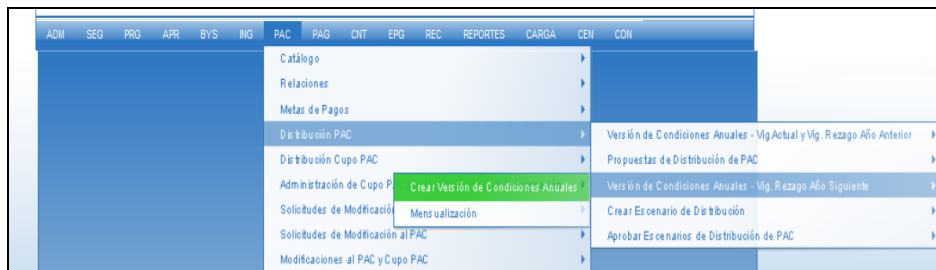 ADM SEG PRG APR BYS ING PAC PAG CNT EPG REC REPORTES CARGA CEN CON
Catálogo
Relaciones
Metas de Pagos
Distribución PAC
Versión de Condiciones Anuales - Vig.Actual y Vig. Rezago Año Anterior
Distribución Cupo PAC
Propuestas de Distribución de PAC
Administración de Cupo
Crear Versión de Condiciones Anuales
Versión de Condiciones Anuales - Vig. Rezago Año Siguiente
Solicitudes de
Mensualización
Crear Escenario de Distribución
Solicitudes de Modificación al PAC
Aprobar Escenarios de Distribución de PAC
Modificaciones al PAC y Cupo PAC